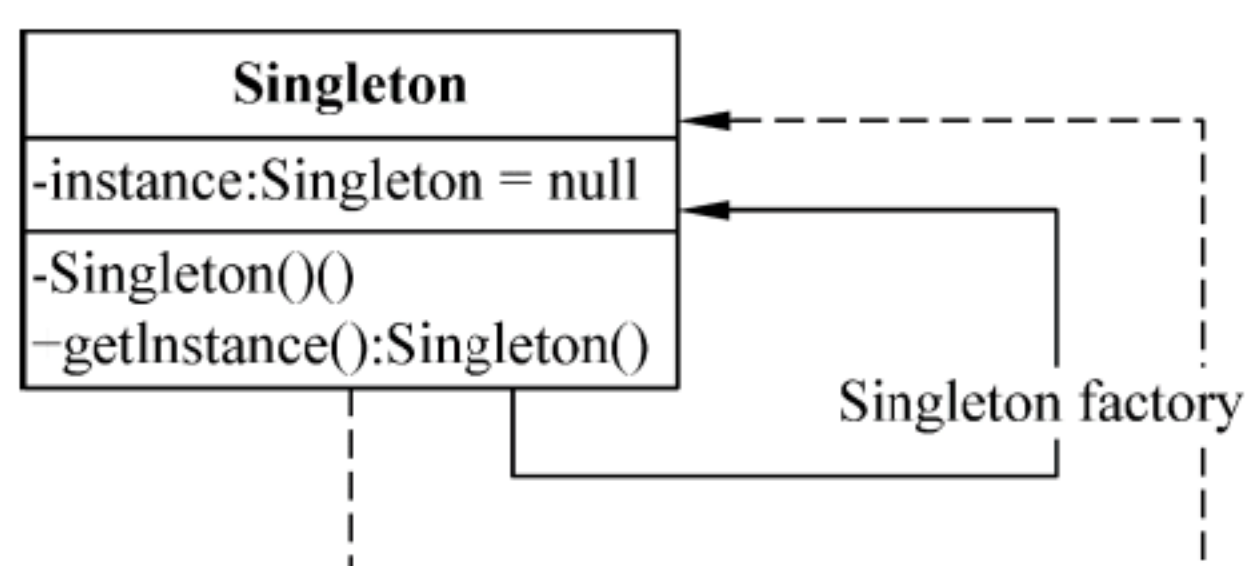 Singleton
-instance:Singleton = null
-Singleton()()
+getInstance():Singleton()
Singleton factory